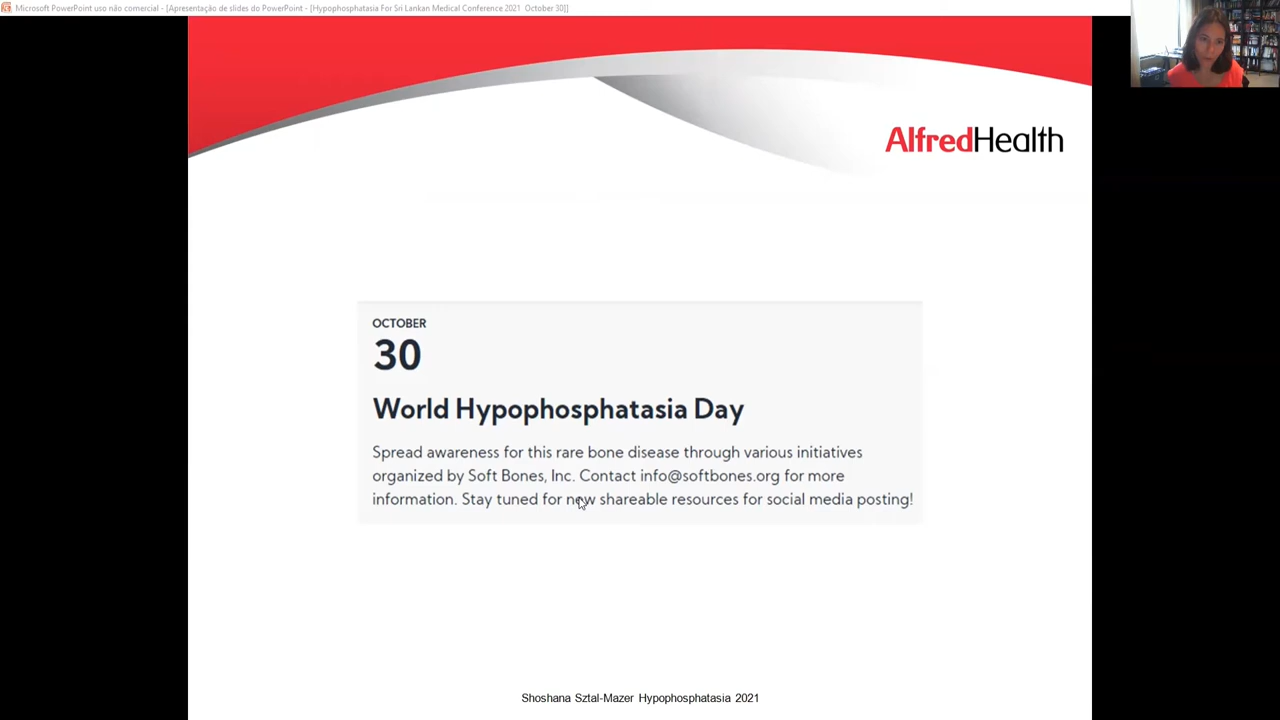 Microsoft PowerPoint uso não comercial - [Apresentação de slides do PowerPoint - [Hypophosphatasia For Sri Lankan Medical Conference 2021 October 30]]
AlfredHealth
OCTOBER
30
World Hypophosphatasia Day
Spread awareness for this rare bone disease through various initiatives
organized by Soft Bones, Inc. Contact info@softbones.org for more
information. Stay tuned for new shareable resources for social media posting!
Shoshana Sztal-Mazer Hypophosphatasia 2021